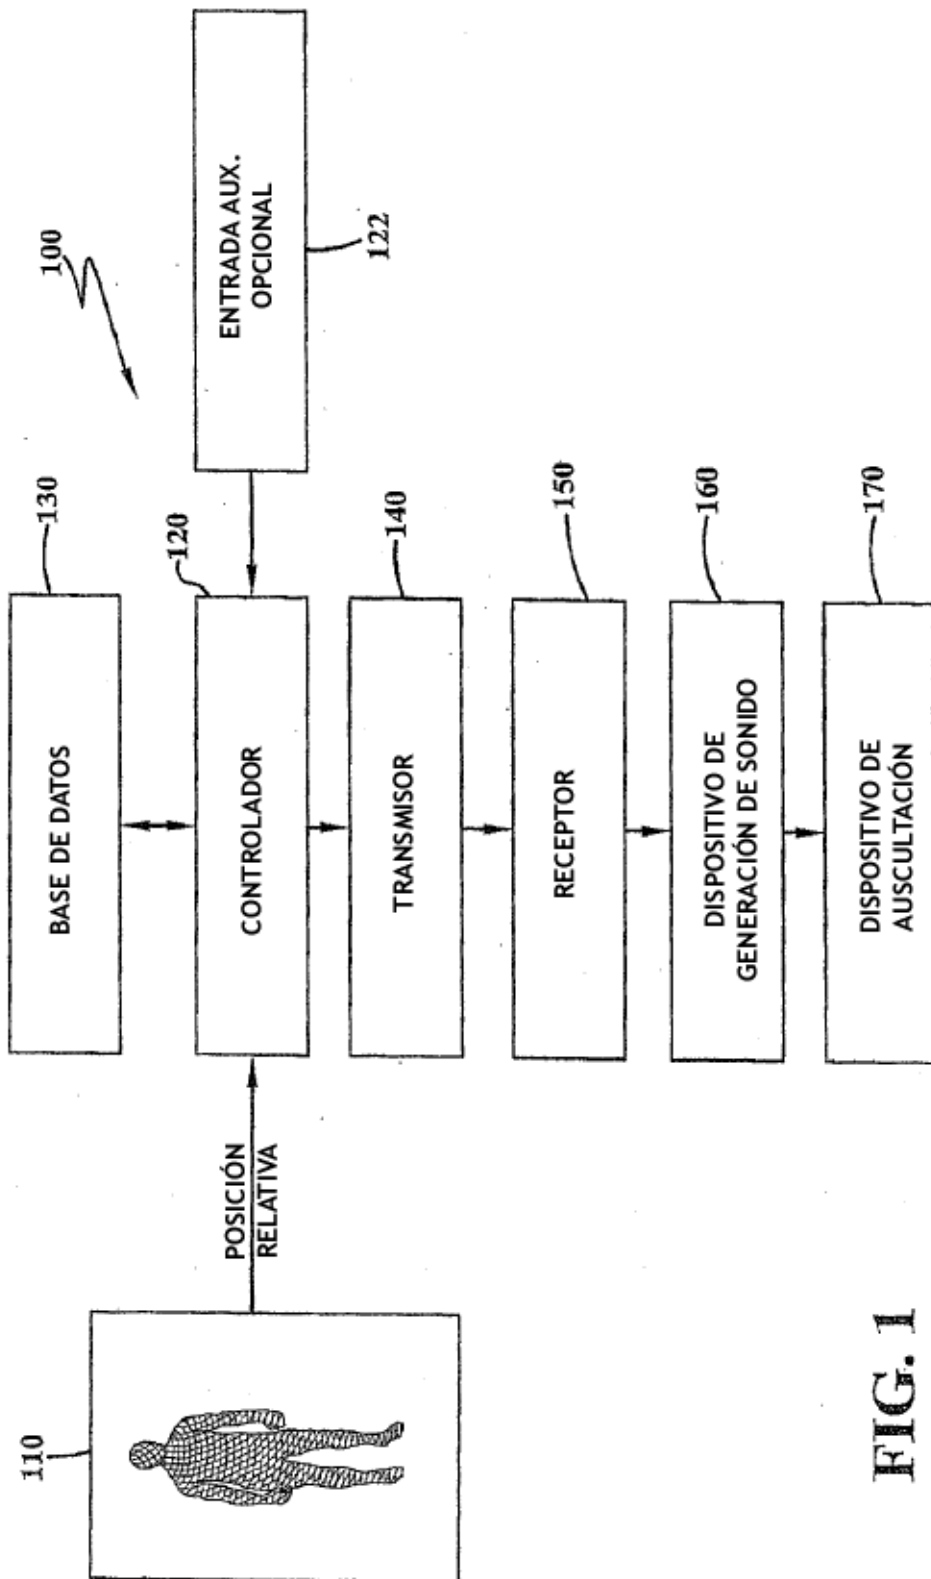 100
130
BASE DE DATOS
120
CONTROLADOR
ENTRADA AUX.
OPCIONAL
122
110
POSICIÓN
RELATIVA
140
TRANSMISOR
150
RECEPTOR
160
DISPOSITIVO DE
GENERACIÓN DE SONIDO
170
DISPOSITIVO DE
AUSCULTACIÓN
FIG. 1